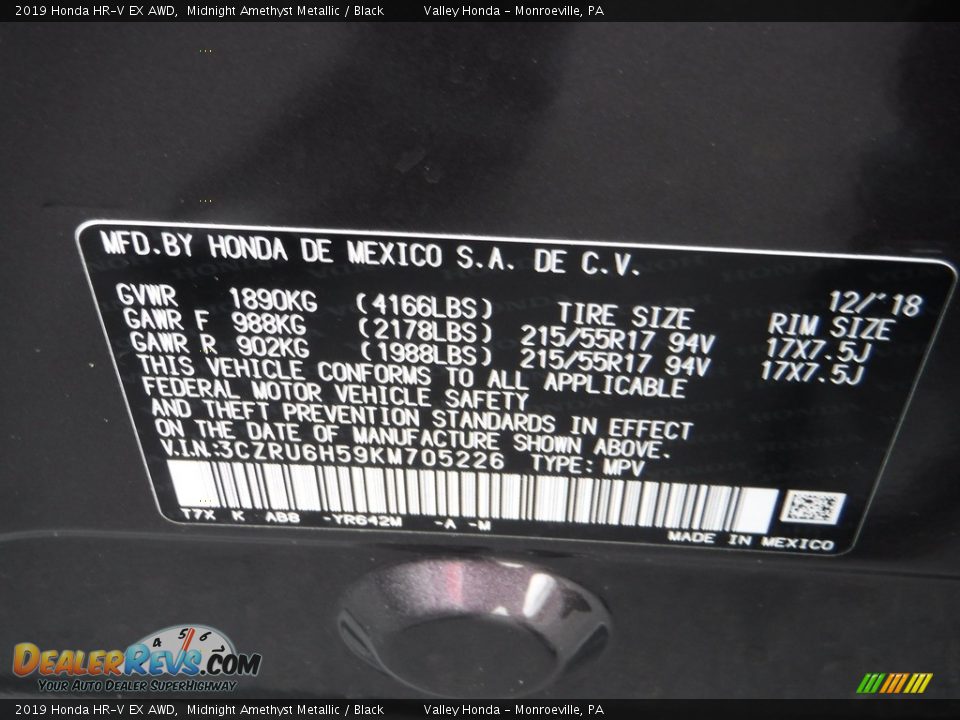 2019 Honda HR-V EX AWD, Midnight Amethyst Metallic / Black Valley Honda - Monroeville, PA
MFD.BY HONDA DE MEXICO S.A. DE C.V.
12/'18
GVWR 1890KG (4166LBS) TIRE SIZE RIM SIZE
GAWR F 988KG (2178LBS) 215/55R17 94V 17X7.5J
GAWR R 902KG (1988LBS) 215/55R17 94V 17X7.5J
THIS VEHICLE CONFORMS TO ALL APPLICABLE
FEDERAL MOTOR VEHICLE SAFETY
AND THEFT PREVENTION STANDARDS IN EFFECT
ON THE DATE OF MANUFACTURE SHOWN ABOVE.
V.I.N.:3CZRU6H59KM705226 TYPE: MPV
T7X K AB8 -YR642M -A -M
MADE IN MEXICO
4 5 6
DEALERREVS.COM
YOUR AUTO DEALER SUPERHIGHWAY
2019 Honda HR-V EX AWD, Midnight Amethyst Metallic / Black Valley Honda - Monroeville, PA